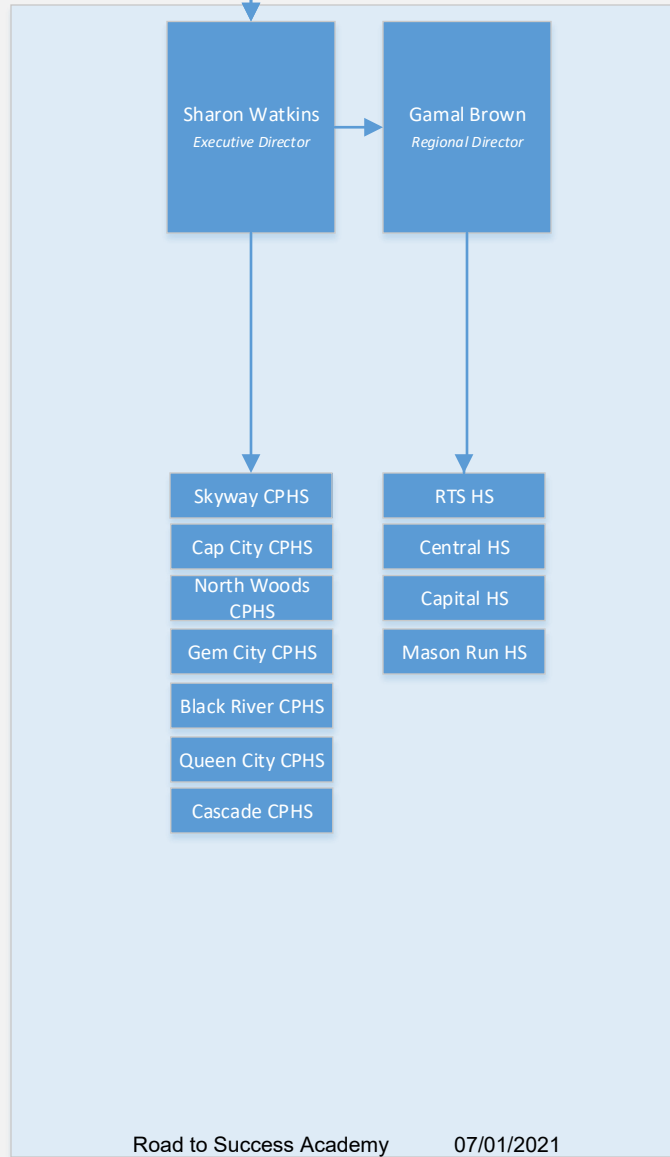 Sharon Watkins
Executive Director
Gamal Brown
Regional Director
Skyway CPHS
Cap City CPHS
North Woods
CPHS
Gem City CPHS
Black River CPHS
Queen City CPHS
Cascade CPHS
RTS HS
Central HS
Capital HS
Mason Run HS
Road to Success Academy 07/01/2021